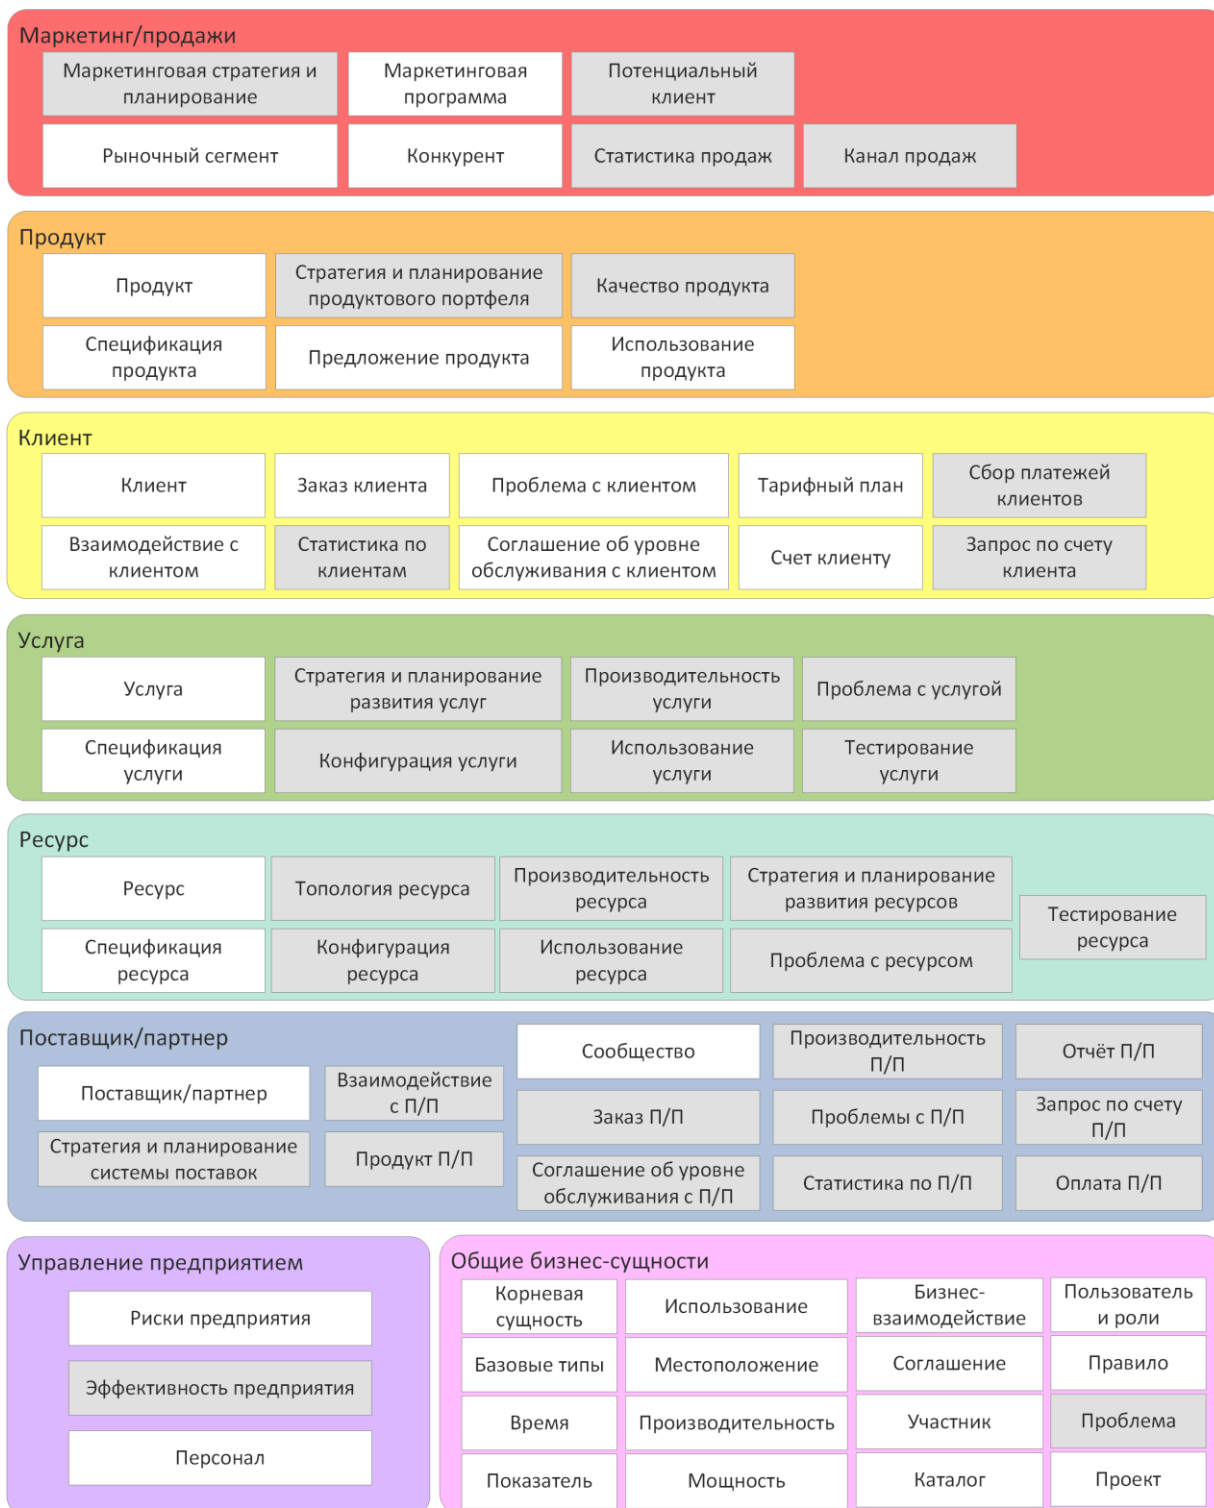 Маркетинг/продажи
Маркетинговая стратегия и
планирование
Маркетинговая
программа
Потенциальный
клиент
Рыночный сегмент
Конкурент
Статистика продаж
Канал продаж
Продукт
Продукт
Стратегия и планирование
продуктового портфеля
Качество продукта
Спецификация
продукта
Предложение продукта
Использование
продукта
Клиент
Клиент
Заказ клиента
Проблема с клиентом
Тарифный план
Сбор платежей
клиентов
Взаимодействие с
клиентом
Статистика по
клиентам
Соглашение об уровне
обслуживания с клиентом
Счет клиенту
Запрос по счету
клиента
Услуга
Услуга
Стратегия и планирование
развития услуг
Производительность
услуги
Проблема с услугой
Спецификация
услуги
Конфигурация услуги
Использование
услуги
Тестирование
услуги
Ресурс
Ресурс
Топология ресурса
Производительность
ресурса
Стратегия и планирование
развития ресурсов
Тестирование
ресурса
Спецификация
ресурса
Конфигурация
ресурса
Использование
ресурса
Проблема с ресурсом
Поставщик/партнер
Поставщик/партнер
Взаимодействие
с П/П
Сообщество
Производительность
П/П
Отчёт П/П
Заказ П/П
Проблемы с П/П
Запрос по счету
П/П
Стратегия и планирование
системы поставок
Продукт П/П
Соглашение об уровне
обслуживания с П/П
Статистика по П/П
Оплата П/П
Управление предприятием
Риски предприятия
Эффективность предприятия
Персонал
Общие бизнес-сущности
Корневая
сущность
Использование
Бизнес-
взаимодействие
Пользователь
и роли
Базовые типы
Местоположение
Соглашение
Правило
Время
Производительность
Участник
Проблема
Показатель
Мощность
Каталог
Проект